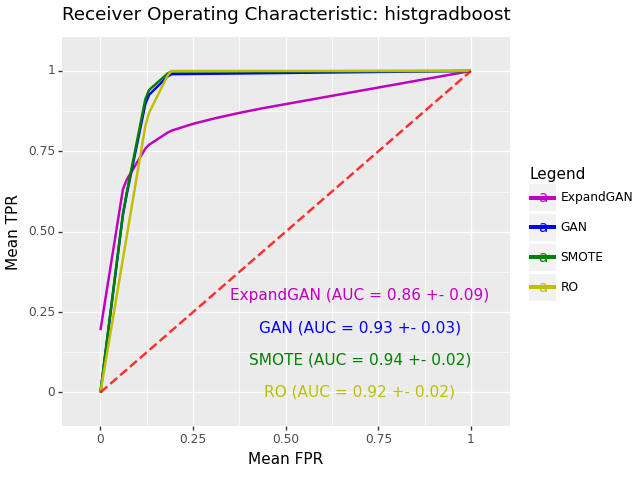 Receiver Operating Characteristic: histgradboost
Mean TPR
1
0.75
0.50
0.25
0
ExpandGAN (AUC = 0.86 +- 0.09)
GAN (AUC = 0.93 +- 0.03)
SMOTE (AUC = 0.94 +- 0.02)
RO (AUC = 0.92 +- 0.02)
0 0.25 0.50 0.75 1
Mean FPR
Legend
a ExpandGAN
a GAN
a SMOTE
a RO